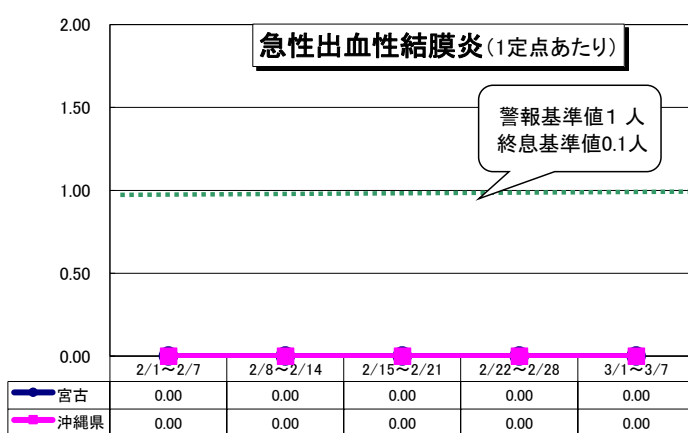 2.00
急性出血性結膜炎(1定点あたり)
1.50
警報基準値1 人
終息基準値0.1人
1.00
0.50
0.00
2/1～2/7 2/8～2/14 2/15～2/21 2/22～2/28 3/1～3/7
宮古 0.00 0.00 0.00 0.00 0.00
沖縄県 0.00 0.00 0.00 0.00 0.00